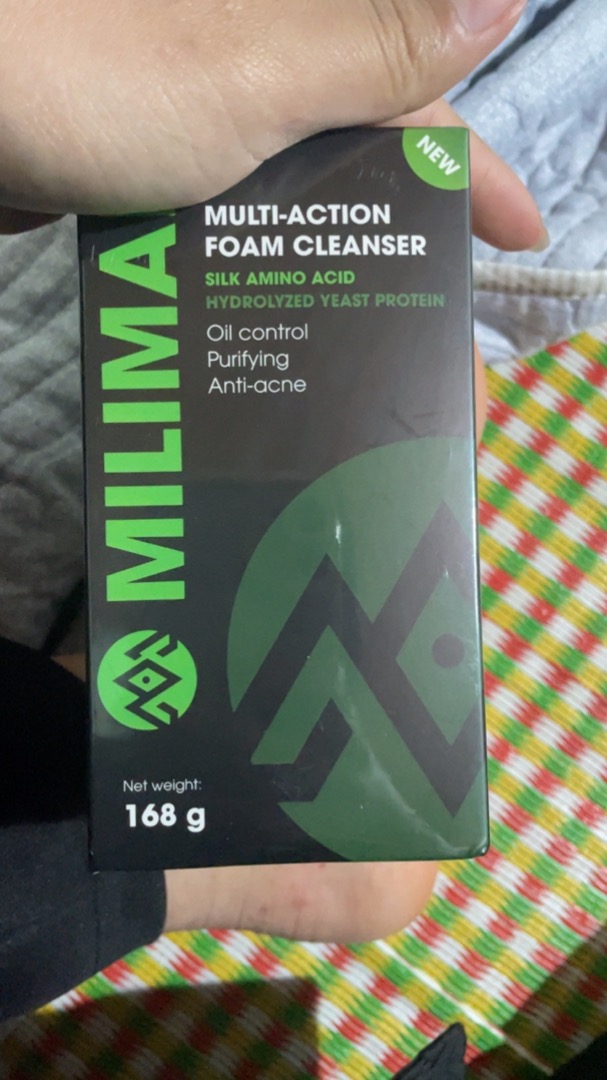 NEW
MULTI-ACTION
FOAM CLEANSER
SILK AMINO ACID
HYDROLYZED YEAST PROTEIN
Oil control
Purifying
Anti-acne
Net weight:
168 g